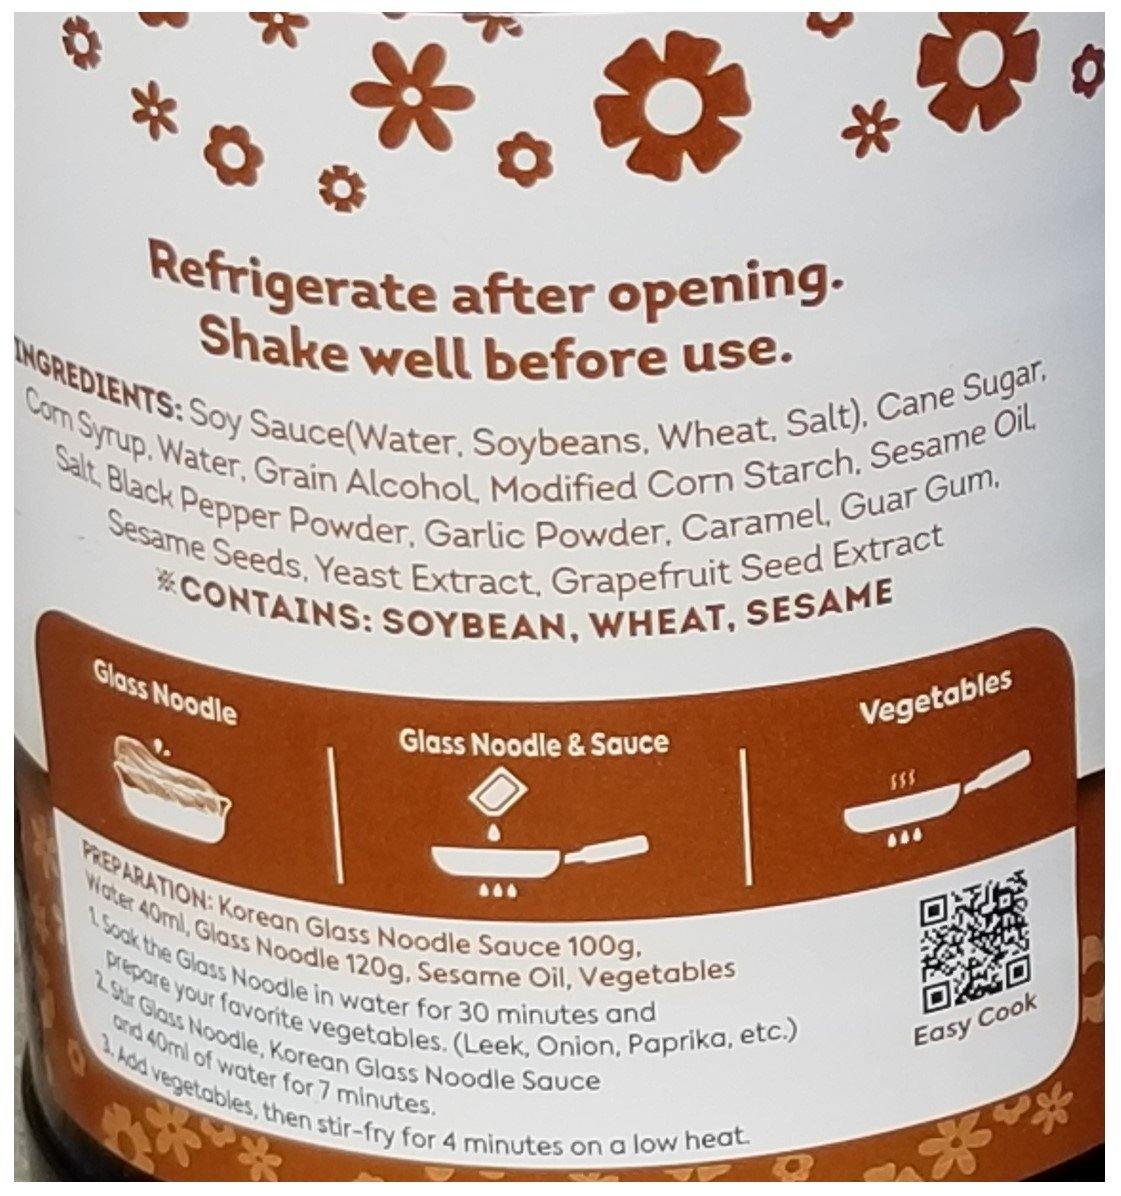 Refrigerate after opening.
Shake well before use.
INGREDIENTS: Soy Sauce(Water, Soybeans, Wheat, Salt), Cane Sugar,
Corn Syrup, Water, Grain Alcohol, Modified Corn Starch, Sesame Oil,
Salt, Black Pepper Powder, Garlic Powder, Caramel, Guar Gum,
Sesame Seeds, Yeast Extract, Grapefruit Seed Extract
※CONTAINS: SOYBEAN, WHEAT, SESAME
Glass Noodle
Glass Noodle & Sauce
Vegetables
PREPARATION: Korean Glass Noodle Sauce 100g,
Water 40ml, Glass Noodle 120g, Sesame Oil, Vegetables
1. Soak the Glass Noodle in water for 30 minutes and
prepare your favorite vegetables. (Leek, Onion, Paprika, etc.)
2. Stir Glass Noodle, Korean Glass Noodle Sauce
and 40ml of water for 7 minutes.
3. Add vegetables, then stir-fry for 4 minutes on a low heat.
Easy Cook